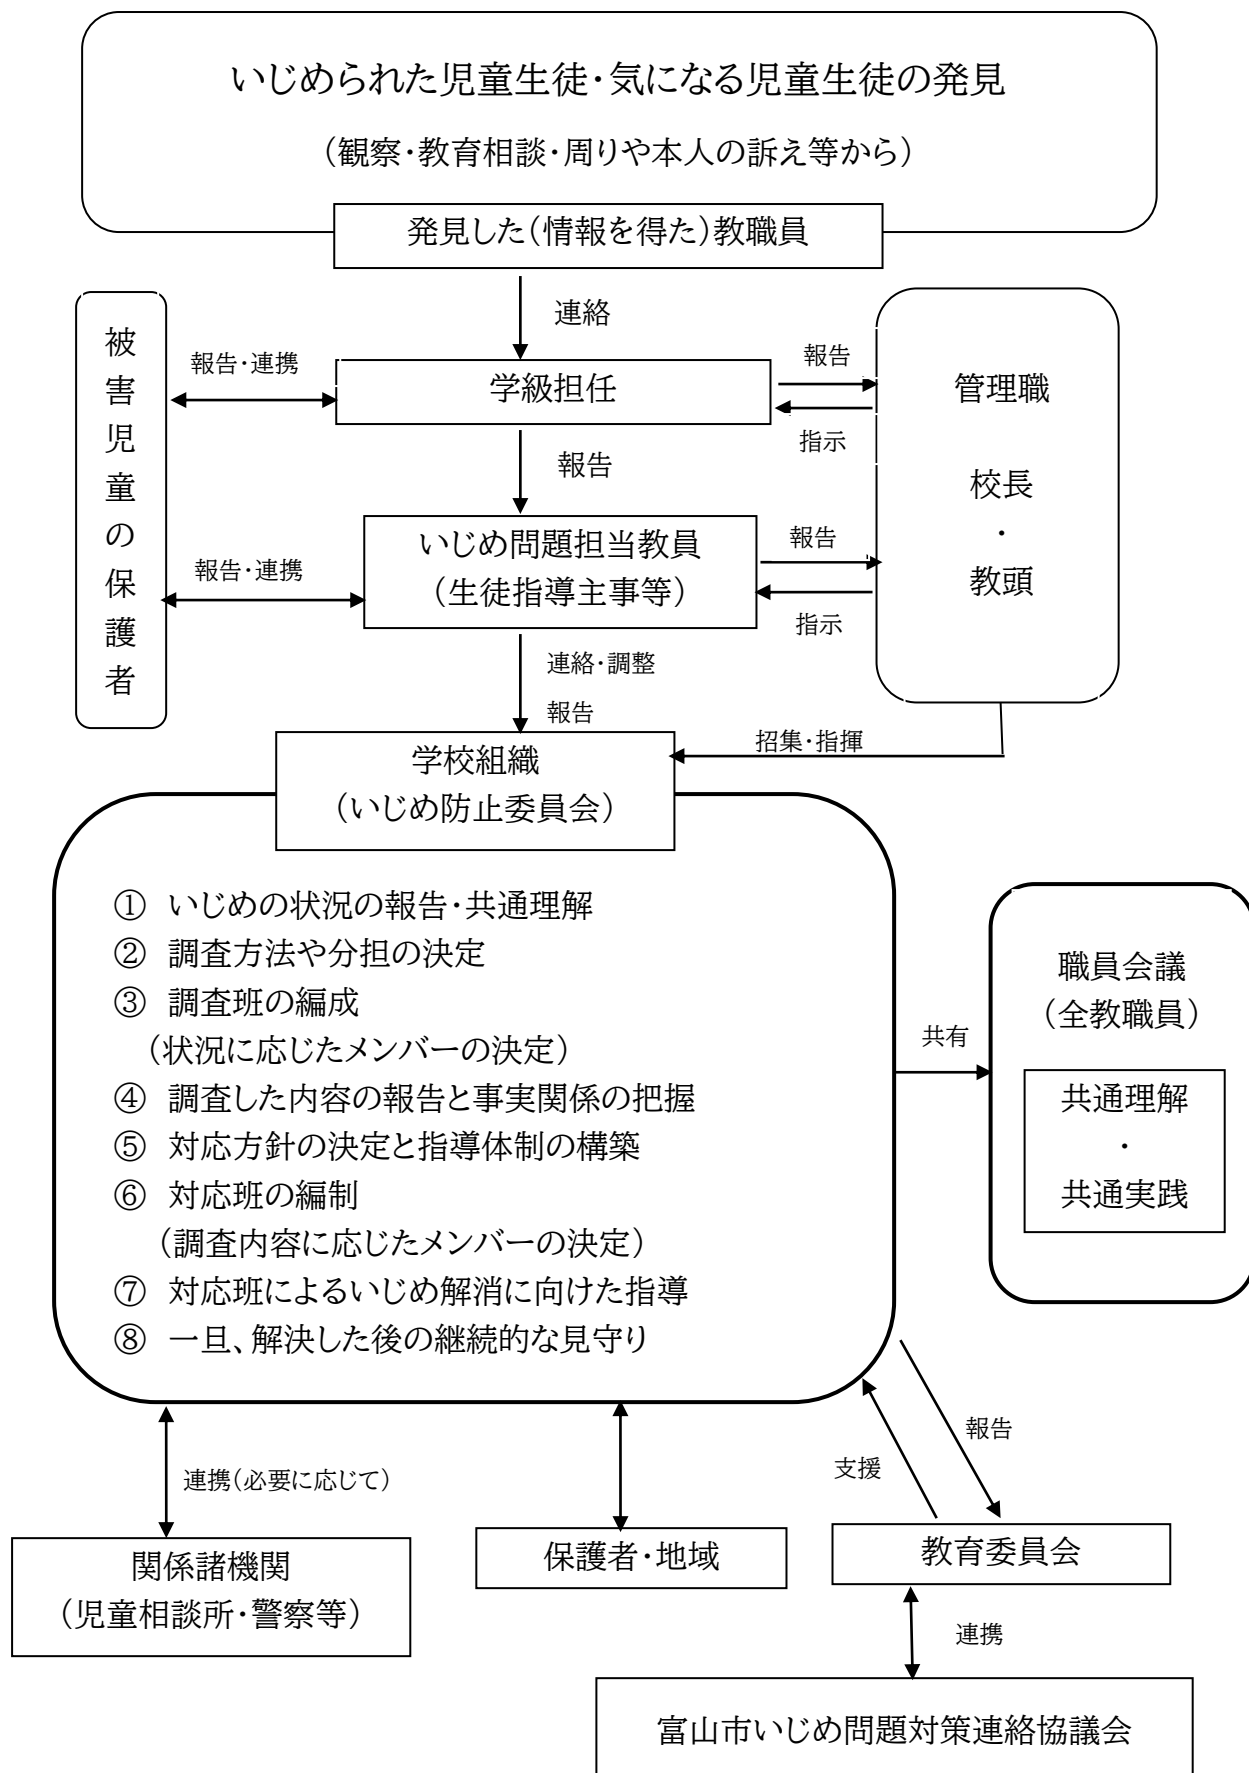 いじめられた児童生徒・気になる児童生徒の発見
（観察・教育相談・周りや本人の訴え等から）
発見した（情報を得た）教職員
連絡
被害児童の保護者
報告・連携
学級担任
報告
指示
管理職
校長
・
教頭
報告
いじめ問題担当教員
（生徒指導主事等）
報告・連携
報告
指示
連絡・調整
報告
招集・指揮
学校組織
（いじめ防止委員会）
① いじめの状況の報告・共通理解
② 調査方法や分担の決定
③ 調査班の編成
（状況に応じたメンバーの決定）
④ 調査した内容の報告と事実関係の把握
⑤ 対応方針の決定と指導体制の構築
⑥ 対応班の編制
（調査内容に応じたメンバーの決定）
⑦ 対応班によるいじめ解消に向けた指導
⑧ 一旦、解決した後の継続的な見守り
共有
職員会議
（全教職員）
共通理解
・
共通実践
連携（必要に応じて）
支援
報告
関係諸機関
（児童相談所・警察等）
保護者・地域
教育委員会
連携
富山市いじめ問題対策連絡協議会